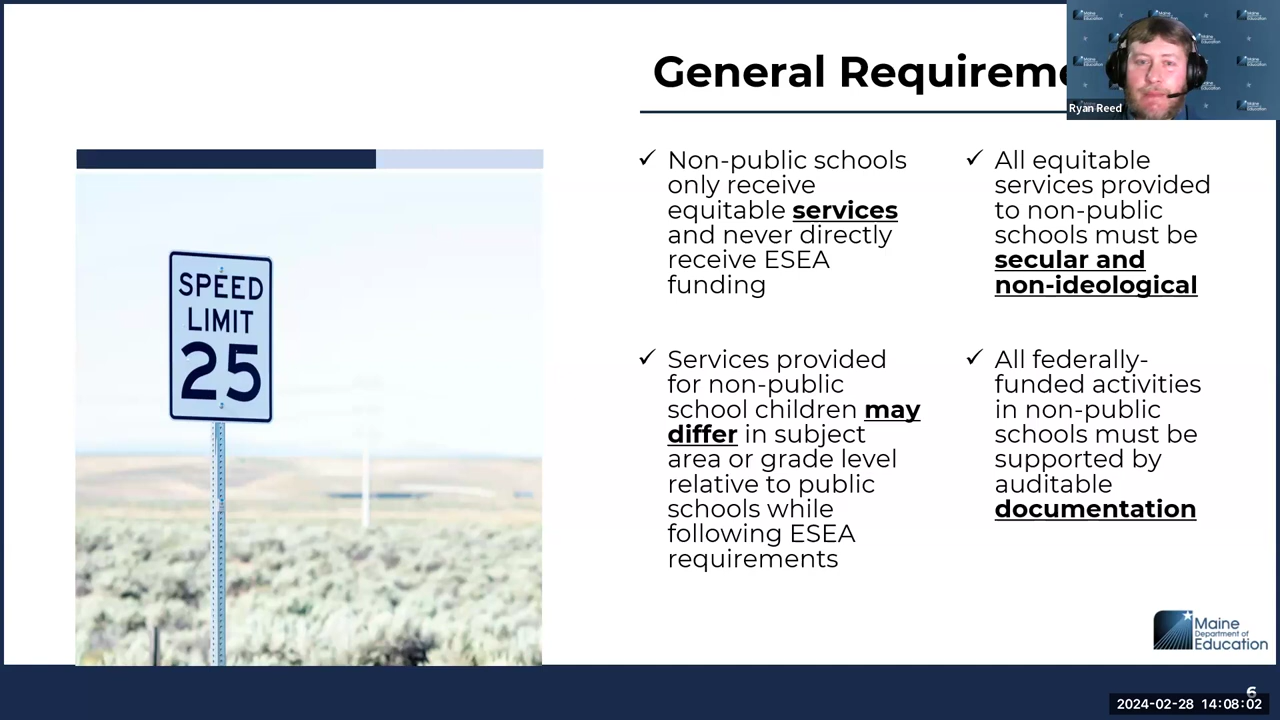 General Requireme
Ryan Reed
✓ Non-public schools
only receive
equitable services
and never directly
receive ESEA
funding
✓ Services provided
for non-public
school children may
differ in subject
area or grade level
relative to public
schools while
following ESEA
requirements
✓ All equitable
services provided
to non-public
schools must be
secular and
non-ideological
✓ All federally-
funded activities
in non-public
schools must be
supported by
auditable
documentation
SPEED
LIMIT
25
Maine
Department of
Education
6
2024-02-28 14:08:02